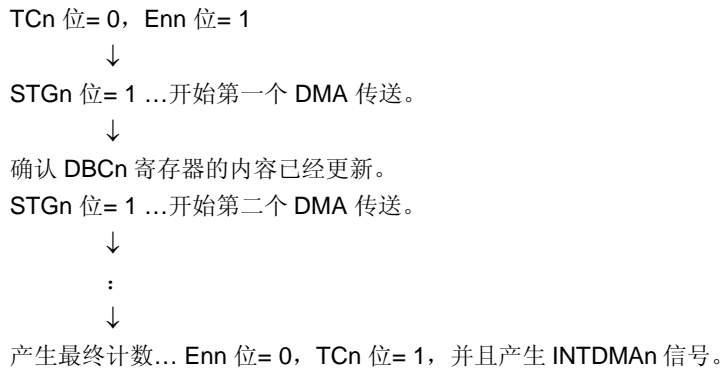 TCn 位= 0，Enn 位= 1
↓
STGn 位= 1 …开始第一个 DMA 传送。
↓
确认 DBCn 寄存器的内容已经更新。
STGn 位= 1 …开始第二个 DMA 传送。
↓
：
↓
产生最终计数… Enn 位= 0，TCn 位= 1，并且产生 INTDMAn 信号。